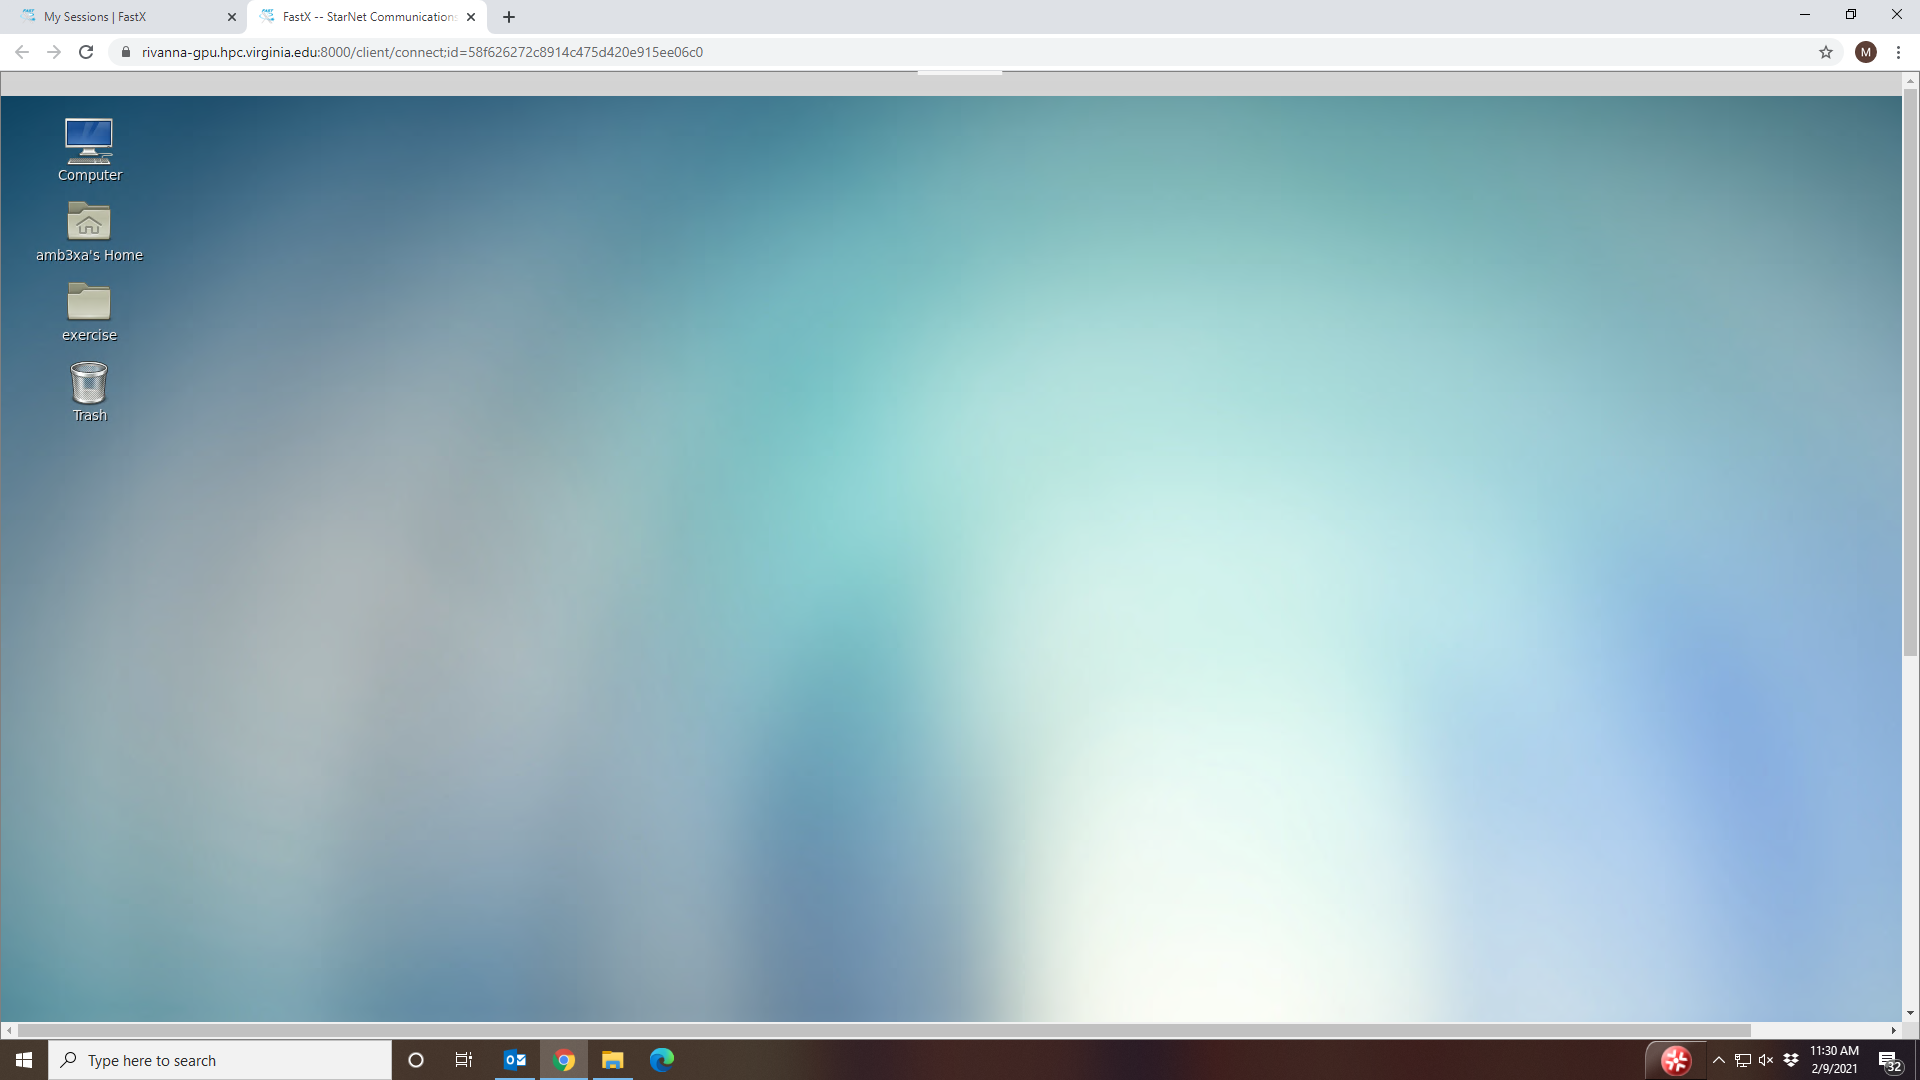 My Sessions | FastX
FastX -- StarNet Communications
rivanna-gpu.hpc.virginia.edu:8000/client/connect;id=58f626272c8914c475d420e915ee06c0
M
Computer
amb3xa's Home
exercise
Trash
Type here to search
11:30 AM
2/9/2021
32